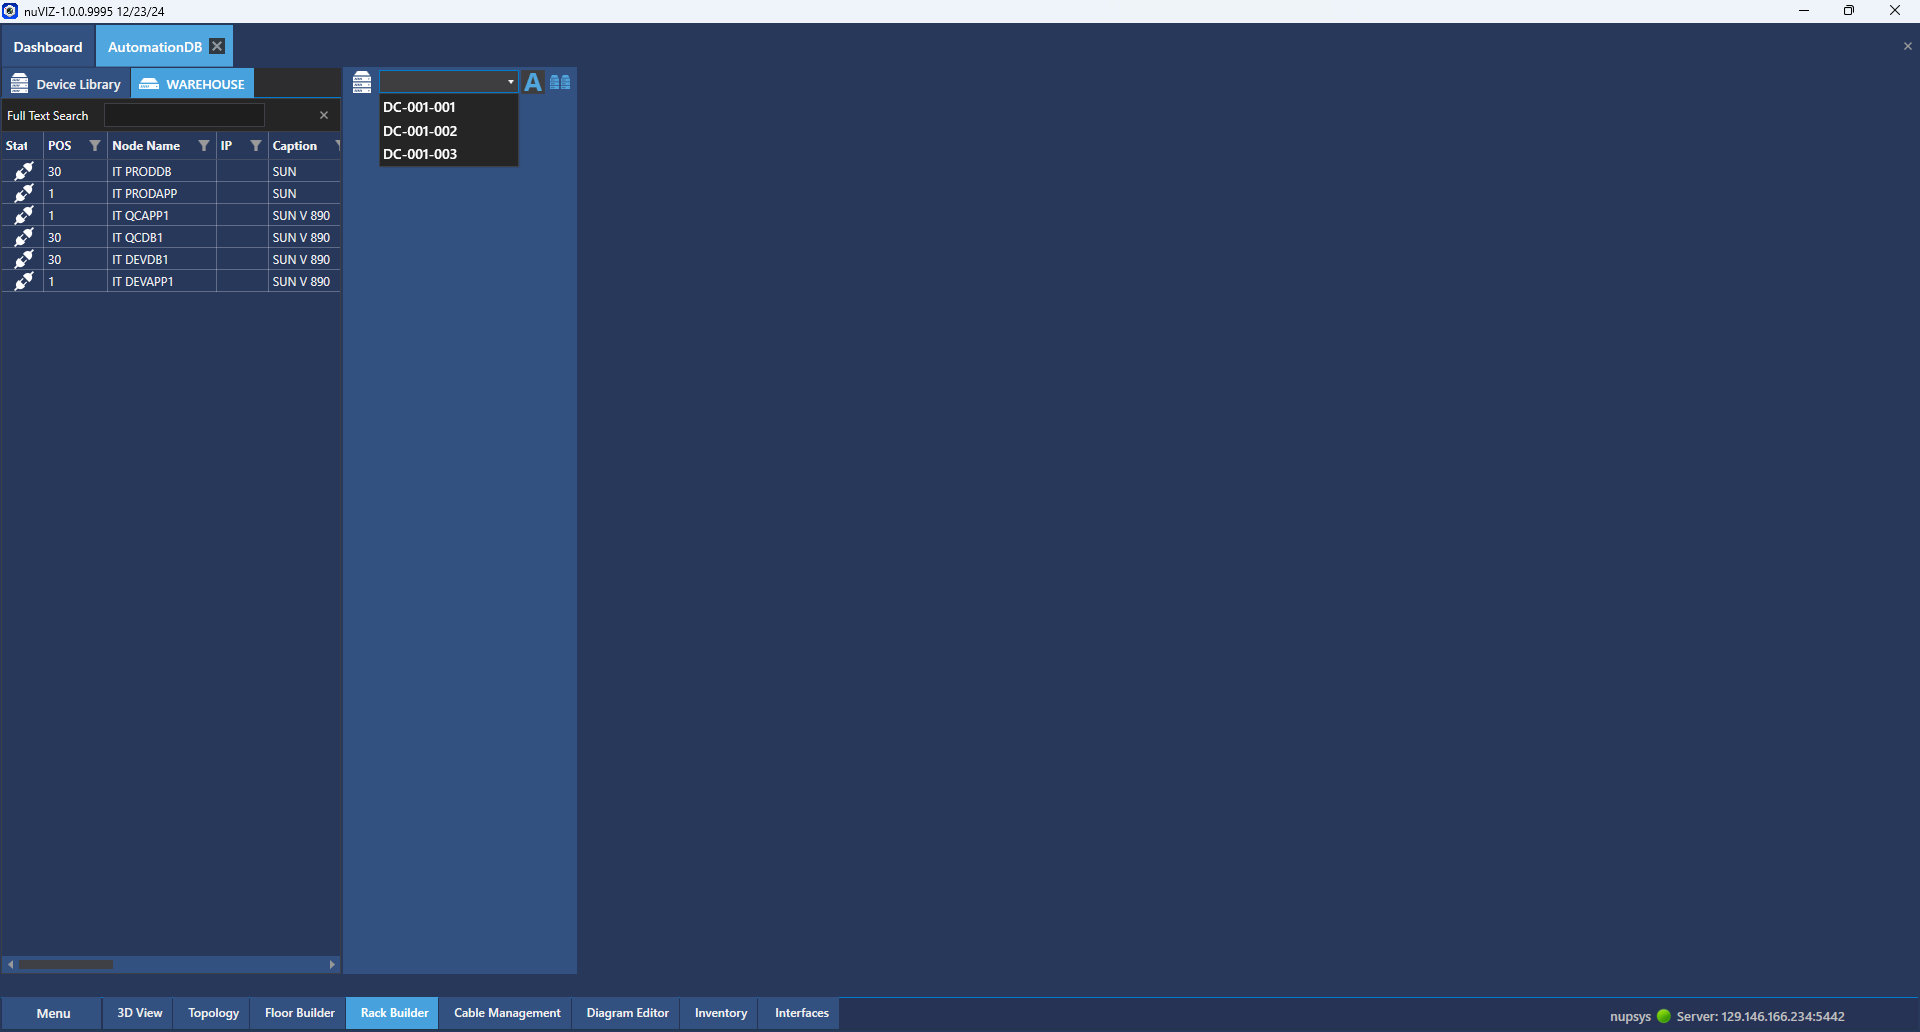 nuVIZ-1.0.0.9995 12/23/24
Dashboard
AutomationDB
Device Library
WAREHOUSE
A
Full Text Search
DC-001-001
DC-001-002
DC-001-003
Stat POS Node Name IP Caption
30 IT PRODDB SUN
1 IT PRODAPP SUN
1 IT QCAPP1 SUN V 890
30 IT QCDB1 SUN V 890
30 IT DEVDB1 SUN V 890
1 IT DEVAPP1 SUN V 890
Menu 3D View Topology Floor Builder Rack Builder Cable Management Diagram Editor Inventory Interfaces
nupsys Server: 129.146.166.234:5442